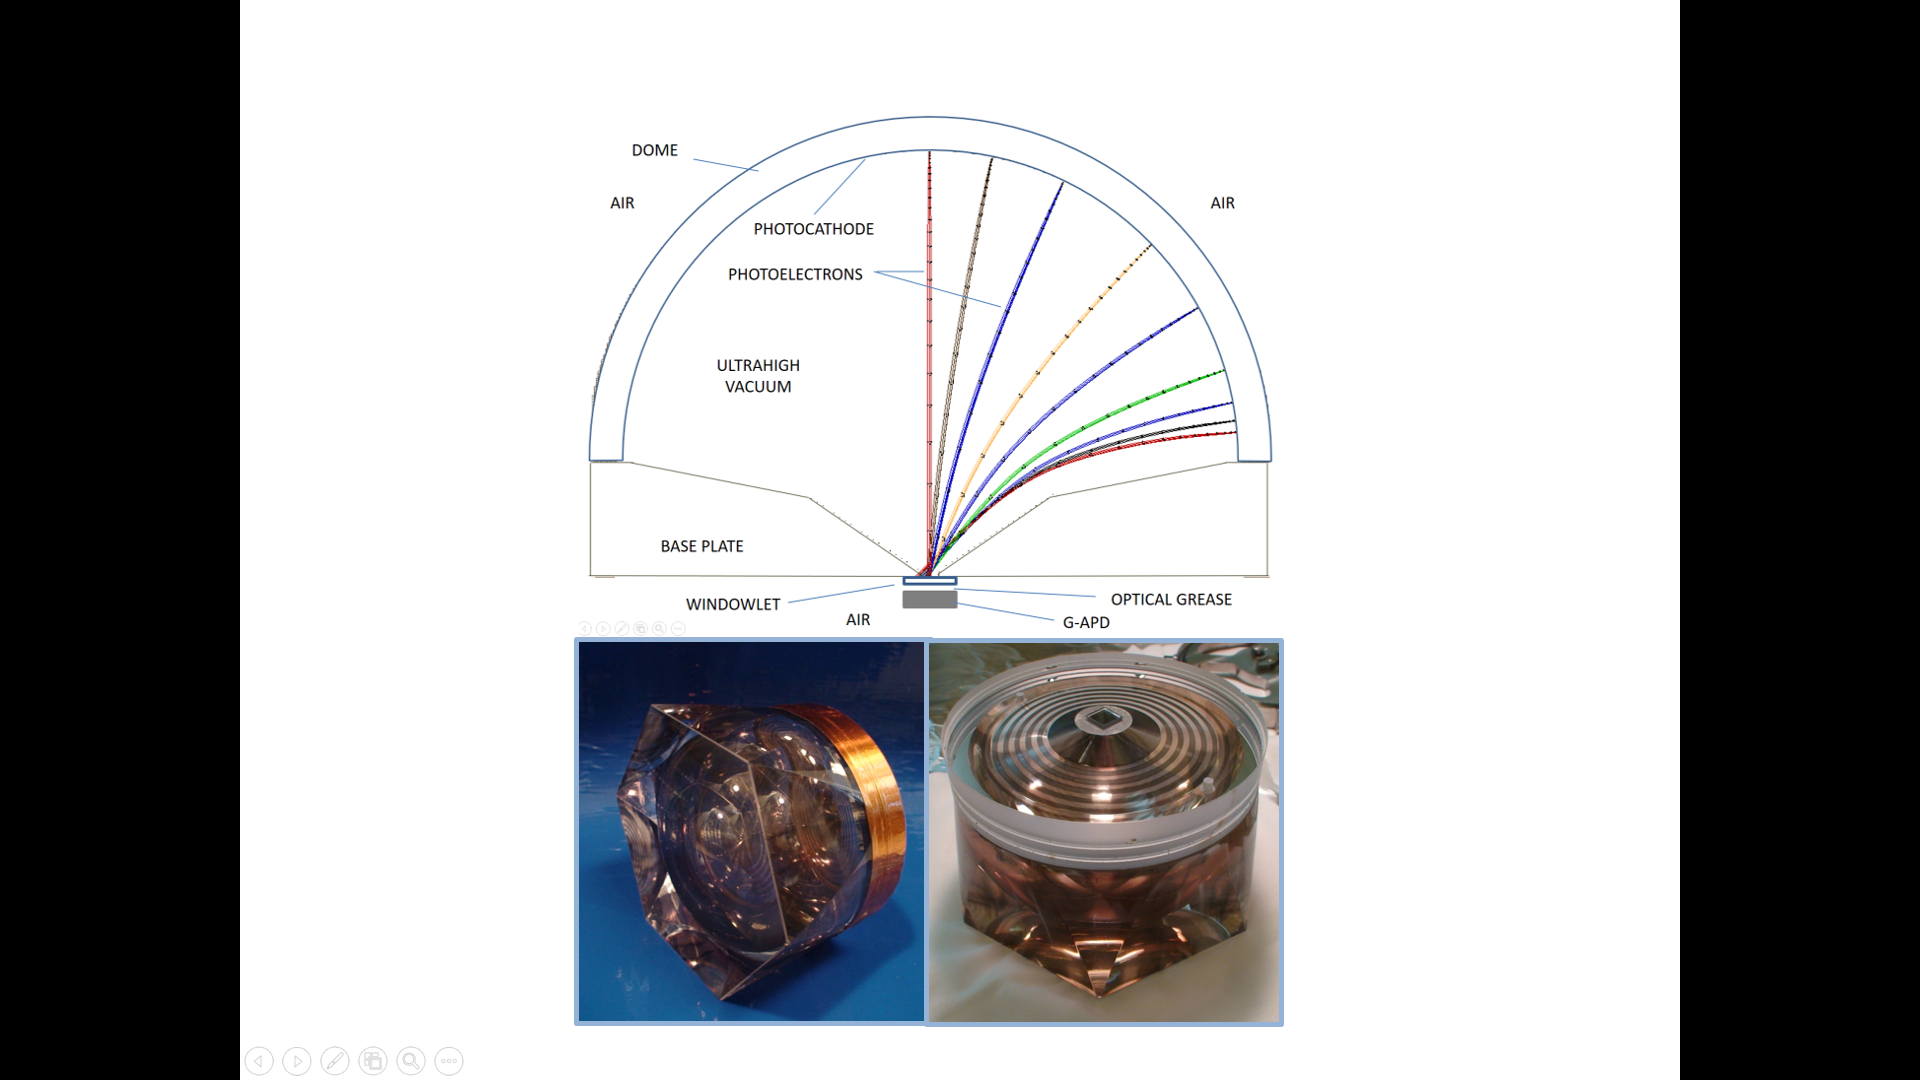 DOME
AIR
AIR
PHOTOCATHODE
PHOTOELECTRONS
ULTRAHIGH
VACUUM
BASE PLATE
WINDOWLET
OPTICAL GREASE
AIR
G-APD